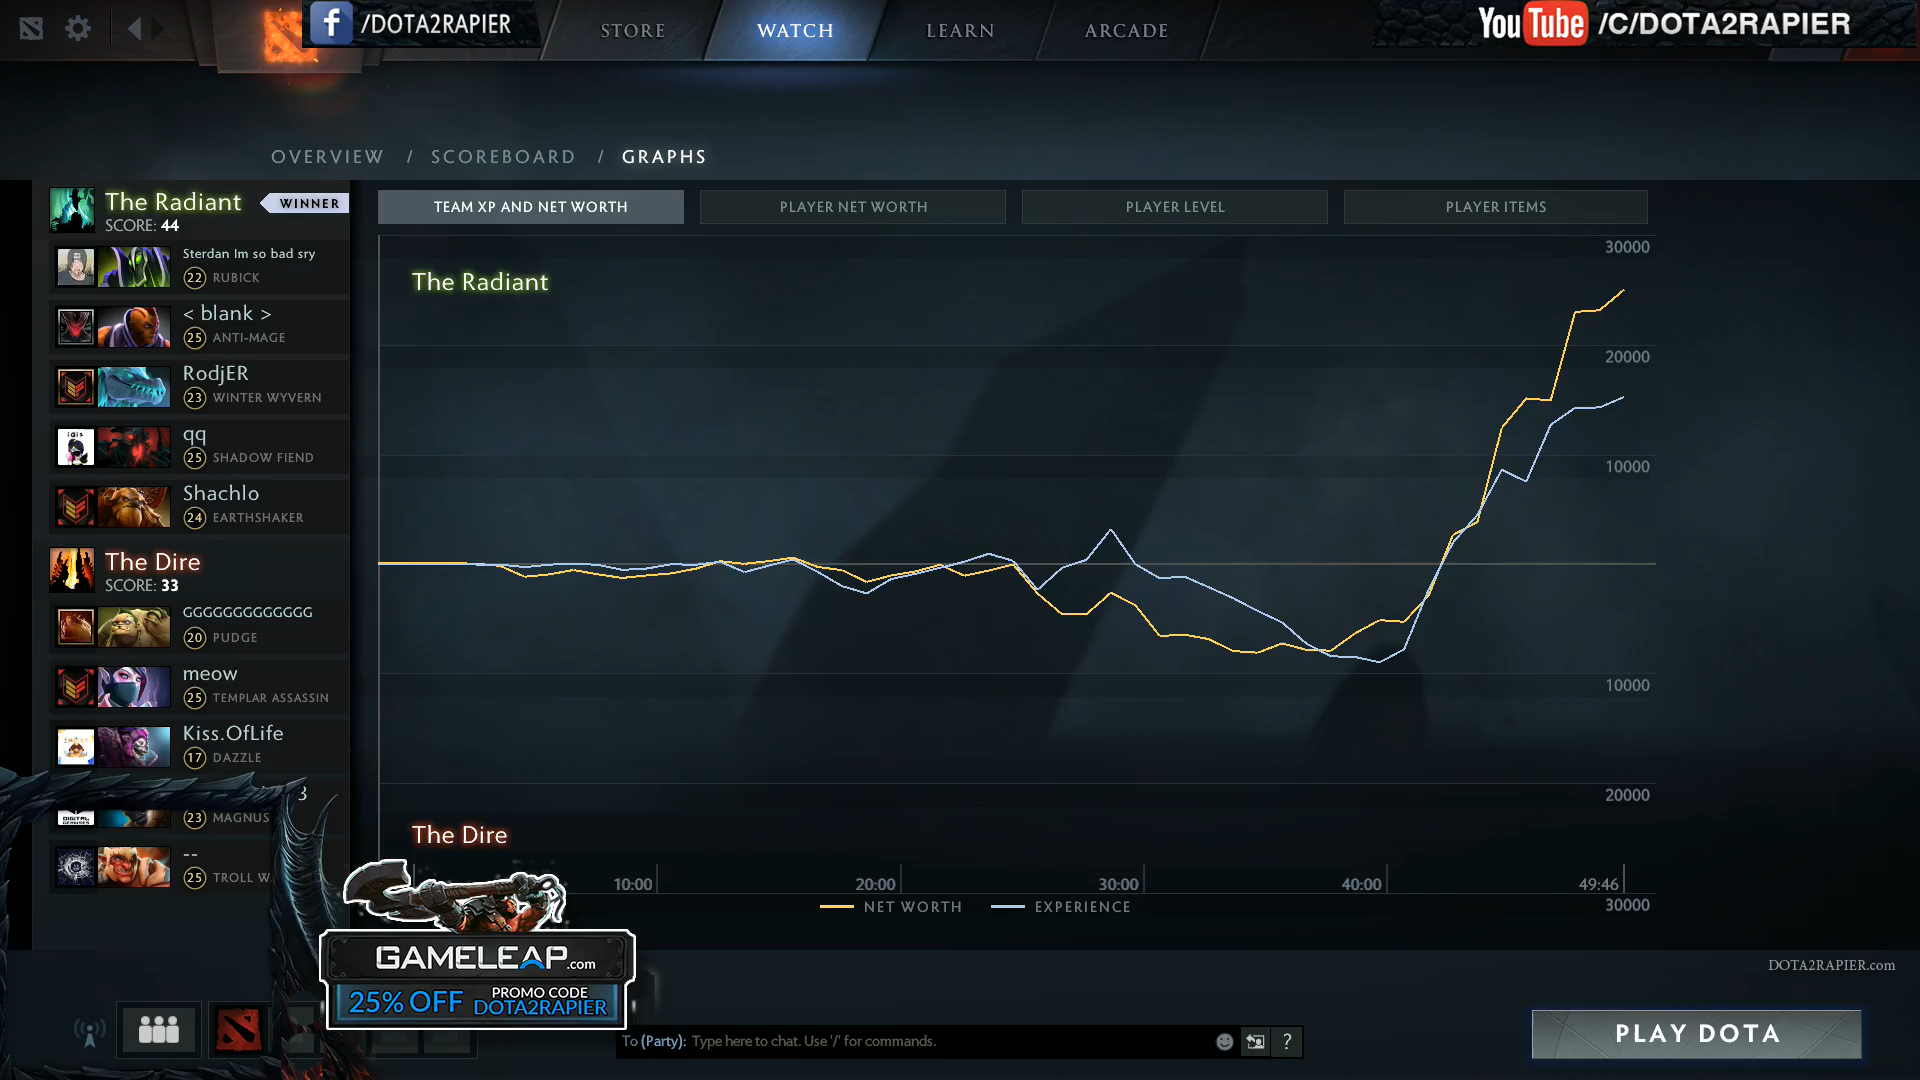 /DOTA2RAPIER
STORE
WATCH
LEARN
ARCADE
YouTube /C/DOTA2RAPIER
OVERVIEW / SCOREBOARD / GRAPHS
The Radiant
WINNER
SCORE: 44
Sterdan Im so bad sry
22 RUBICK
< blank >
25 ANTI-MAGE
RodjER
23 WINTER WYVERN
qq
25 SHADOW FIEND
Shachlo
24 EARTHSHAKER
The Dire
SCORE: 33
GGGGGGGGGGGGG
20 PUDGE
meow
25 TEMPLAR ASSASSIN
Kiss.OfLife
17 DAZZLE
3
23 MAGNUS
--
25 TROLL W
TEAM XP AND NET WORTH
PLAYER NET WORTH
PLAYER LEVEL
PLAYER ITEMS
The Radiant
30000
20000
10000
10000
20000
The Dire
10:00
20:00
30:00
40:00
49:46
30000
NET WORTH
EXPERIENCE
GAMELEAP.com
25% OFF
PROMO CODE
DOTA2RAPIER
DOTA2RAPIER.com
To (Party): Type here to chat. Use '/' for commands.
?
PLAY DOTA